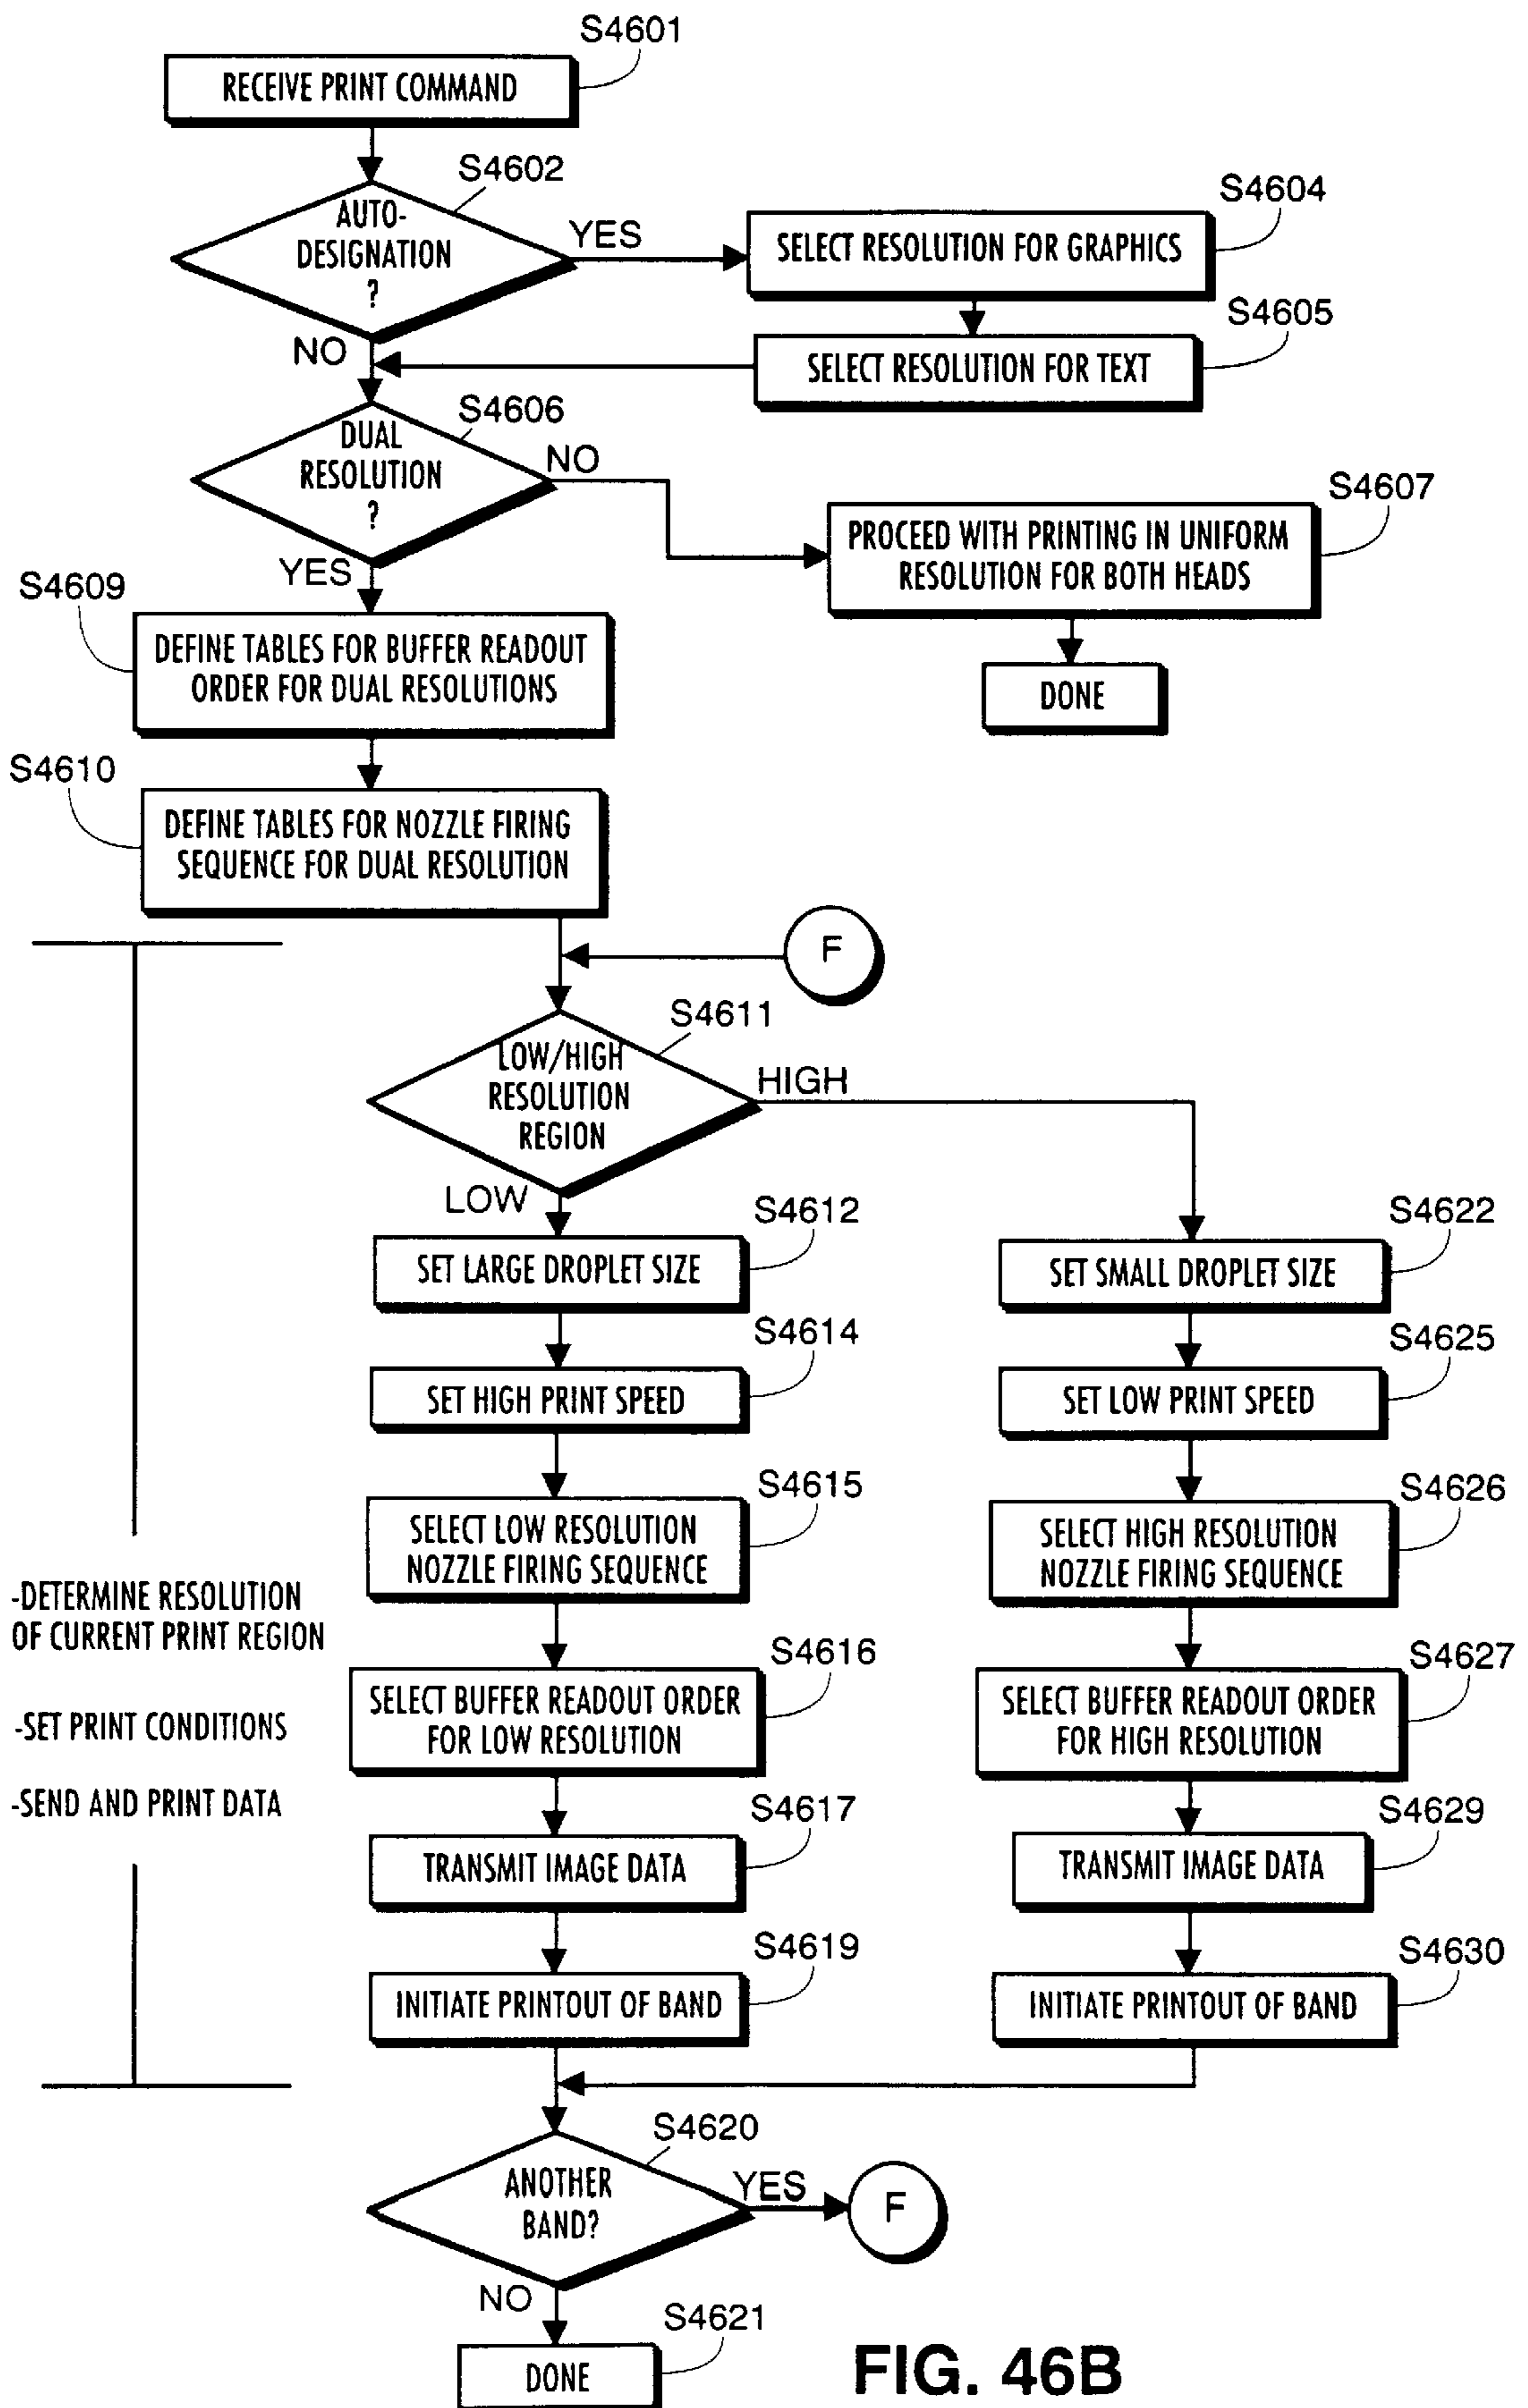 S4601
RECEIVE PRINT COMMAND
S4602
AUTO-
DESIGNATION
?
YES
S4604
SELECT RESOLUTION FOR GRAPHICS
S4605
SELECT RESOLUTION FOR TEXT
NO
S4606
DUAL
RESOLUTION
?
NO
S4607
PROCEED WITH PRINTING IN UNIFORM
RESOLUTION FOR BOTH HEADS
DONE
YES
S4609
DEFINE TABLES FOR BUFFER READOUT
ORDER FOR DUAL RESOLUTIONS
S4610
DEFINE TABLES FOR NOZZLE FIRING
SEQUENCE FOR DUAL RESOLUTION
F
S4611
LOW/HIGH
RESOLUTION
REGION
HIGH
LOW
S4612
SET LARGE DROPLET SIZE
S4622
SET SMALL DROPLET SIZE
S4614
SET HIGH PRINT SPEED
S4625
SET LOW PRINT SPEED
S4615
SELECT LOW RESOLUTION
NOZZLE FIRING SEQUENCE
S4626
SELECT HIGH RESOLUTION
NOZZLE FIRING SEQUENCE
-DETERMINE RESOLUTION
OF CURRENT PRINT REGION
-SET PRINT CONDITIONS
-SEND AND PRINT DATA
S4616
SELECT BUFFER READOUT ORDER
FOR LOW RESOLUTION
S4627
SELECT BUFFER READOUT ORDER
FOR HIGH RESOLUTION
S4617
TRANSMIT IMAGE DATA
S4629
TRANSMIT IMAGE DATA
S4619
INITIATE PRINTOUT OF BAND
S4630
INITIATE PRINTOUT OF BAND
S4620
ANOTHER
BAND?
YES
F
NO
S4621
DONE
FIG. 46B